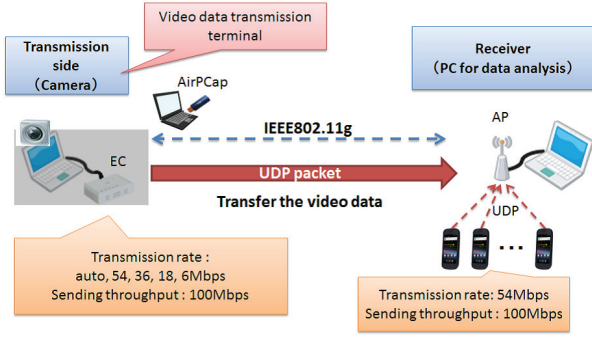 Video data transmission
terminal
Transmission
side
（Camera）
Receiver
（PC for data analysis）
AirPCap
IEEE802.11g
AP
EC
UDP packet
Transfer the video data
UDP
Transmission rate :
auto, 54, 36, 18, 6Mbps
Sending throughput : 100Mbps
Transmission rate: 54Mbps
Sending throughput : 100Mbps